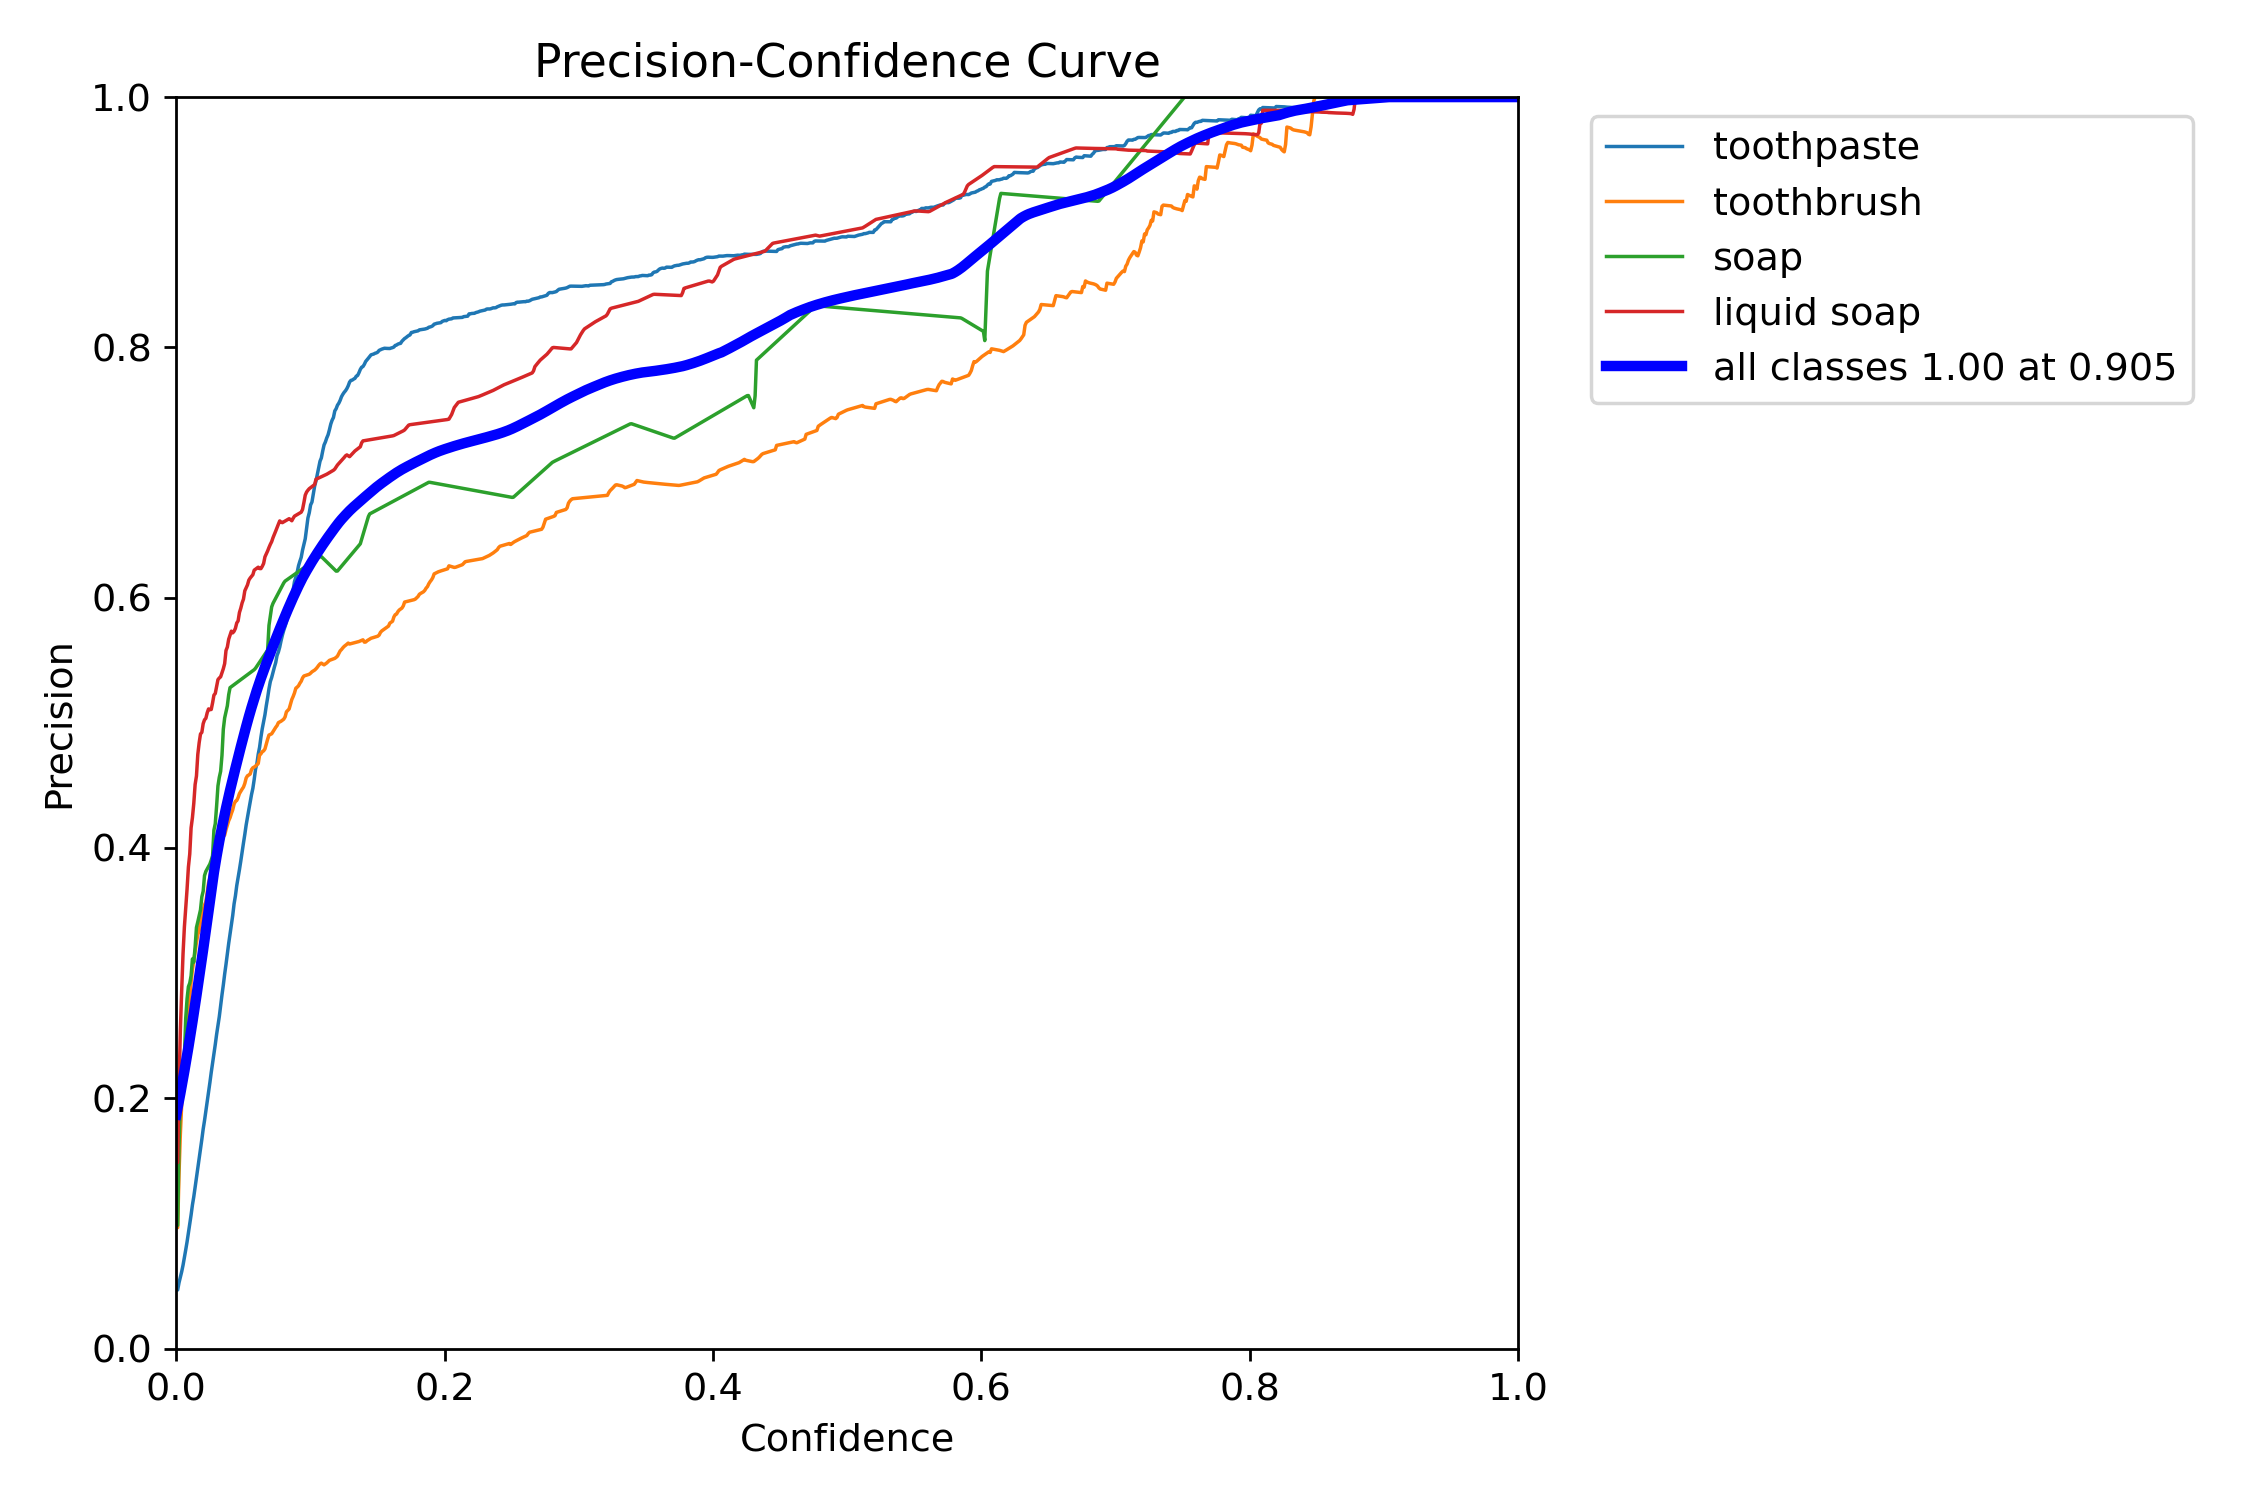 Precision-Confidence Curve
1.0
0.8
0.6
0.4
0.2
0.0
Precision
0.0 0.2 0.4 0.6 0.8 1.0
Confidence
toothpaste
toothbrush
soap
liquid soap
all classes 1.00 at 0.905